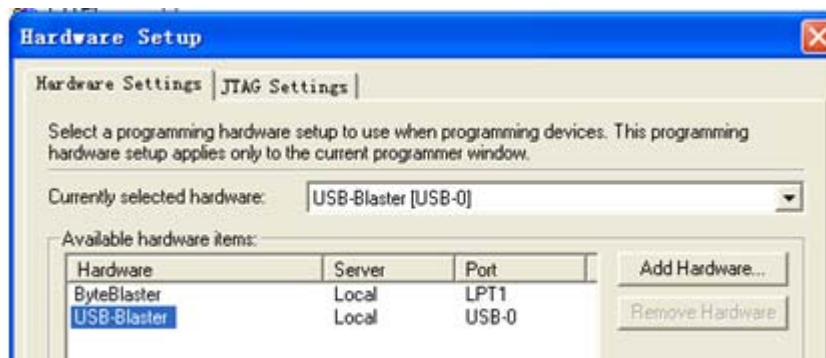 Hardware Setup
Hardware Settings JTAG Settings
Select a programming hardware setup to use when programming devices. This programming
hardware setup applies only to the current programmer window.
Currently selected hardware: USB-Blaster [USB-0]
Available hardware items:
Hardware Server Port Add Hardware...
ByteBlaster Local LPT1
USB-Blaster Local USB-0 Remove Hardware